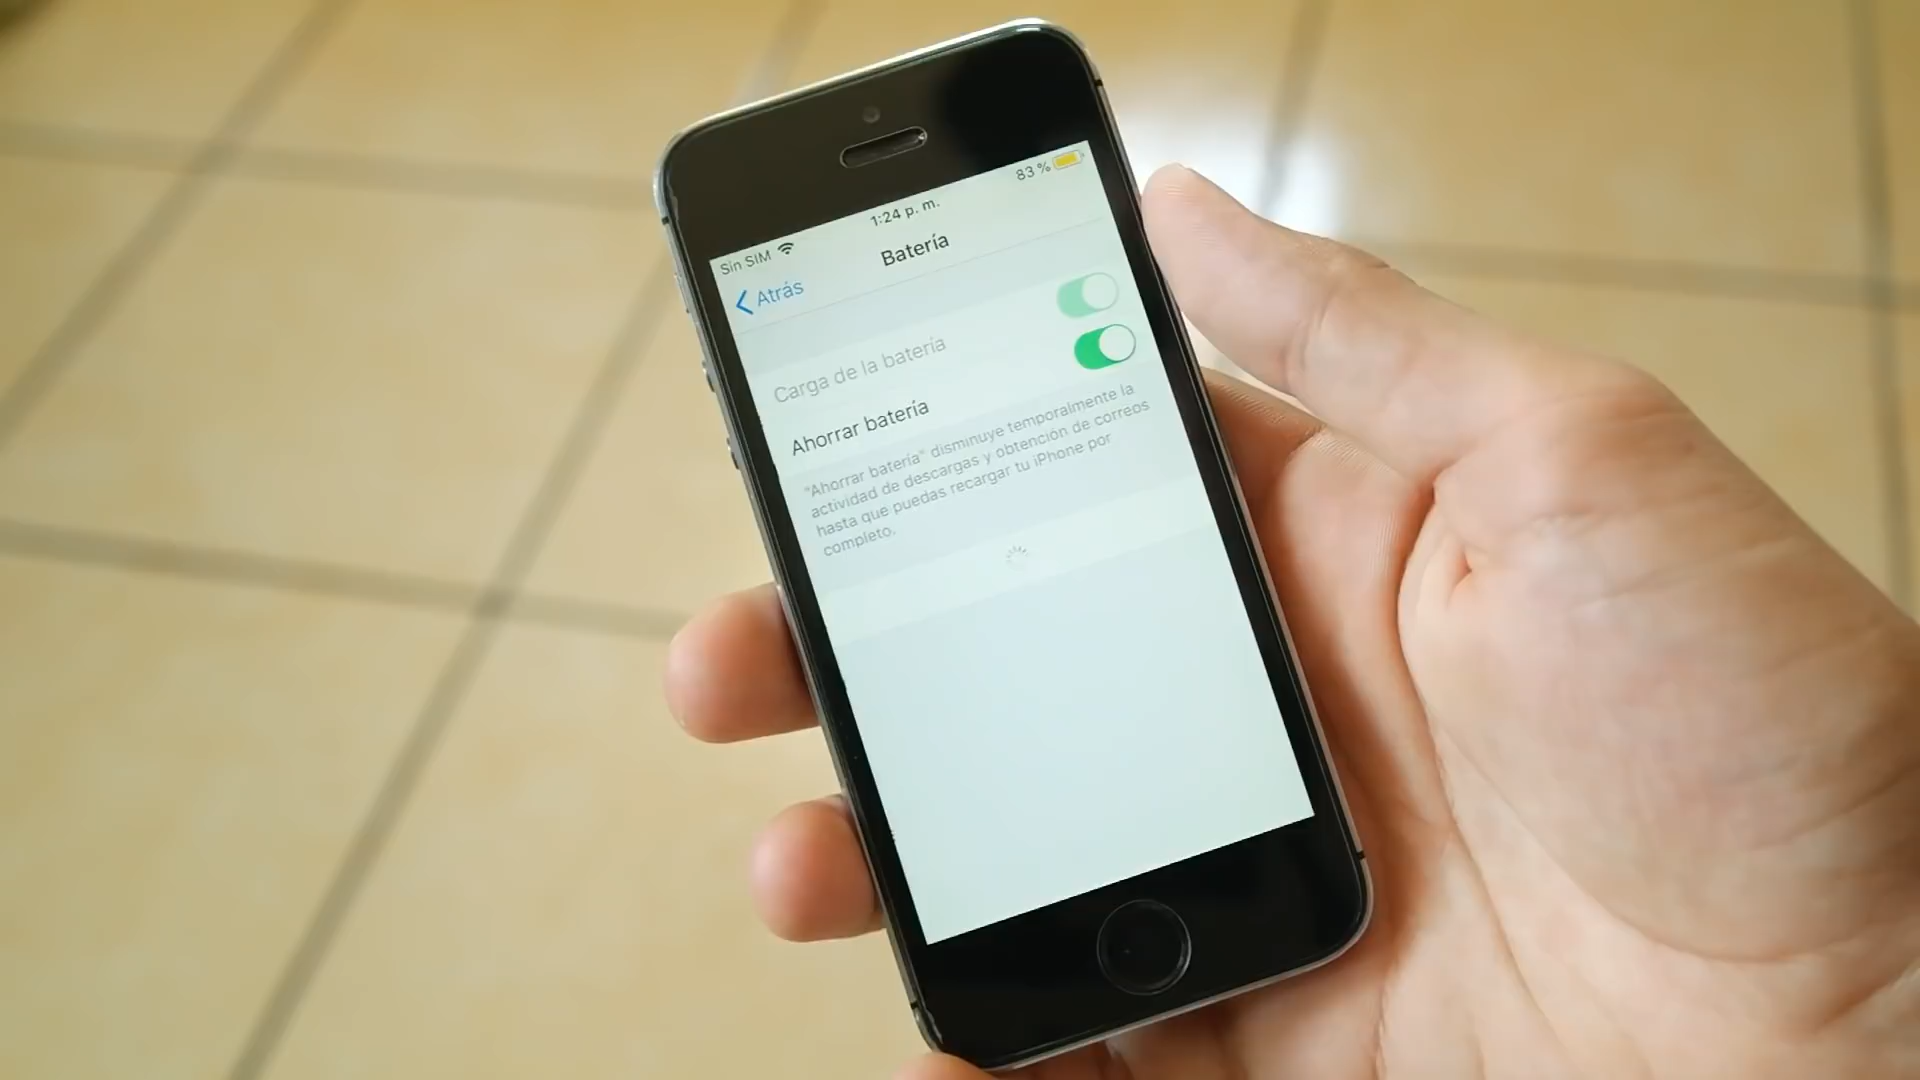 Sin SIM
1:24 p. m.
83 %
Atrás
Batería
Carga de la batería
Ahorrar batería
"Ahorrar batería" disminuye temporalmente la
actividad de descargas y obtención de correos
hasta que puedas recargar tu iPhone por
completo.